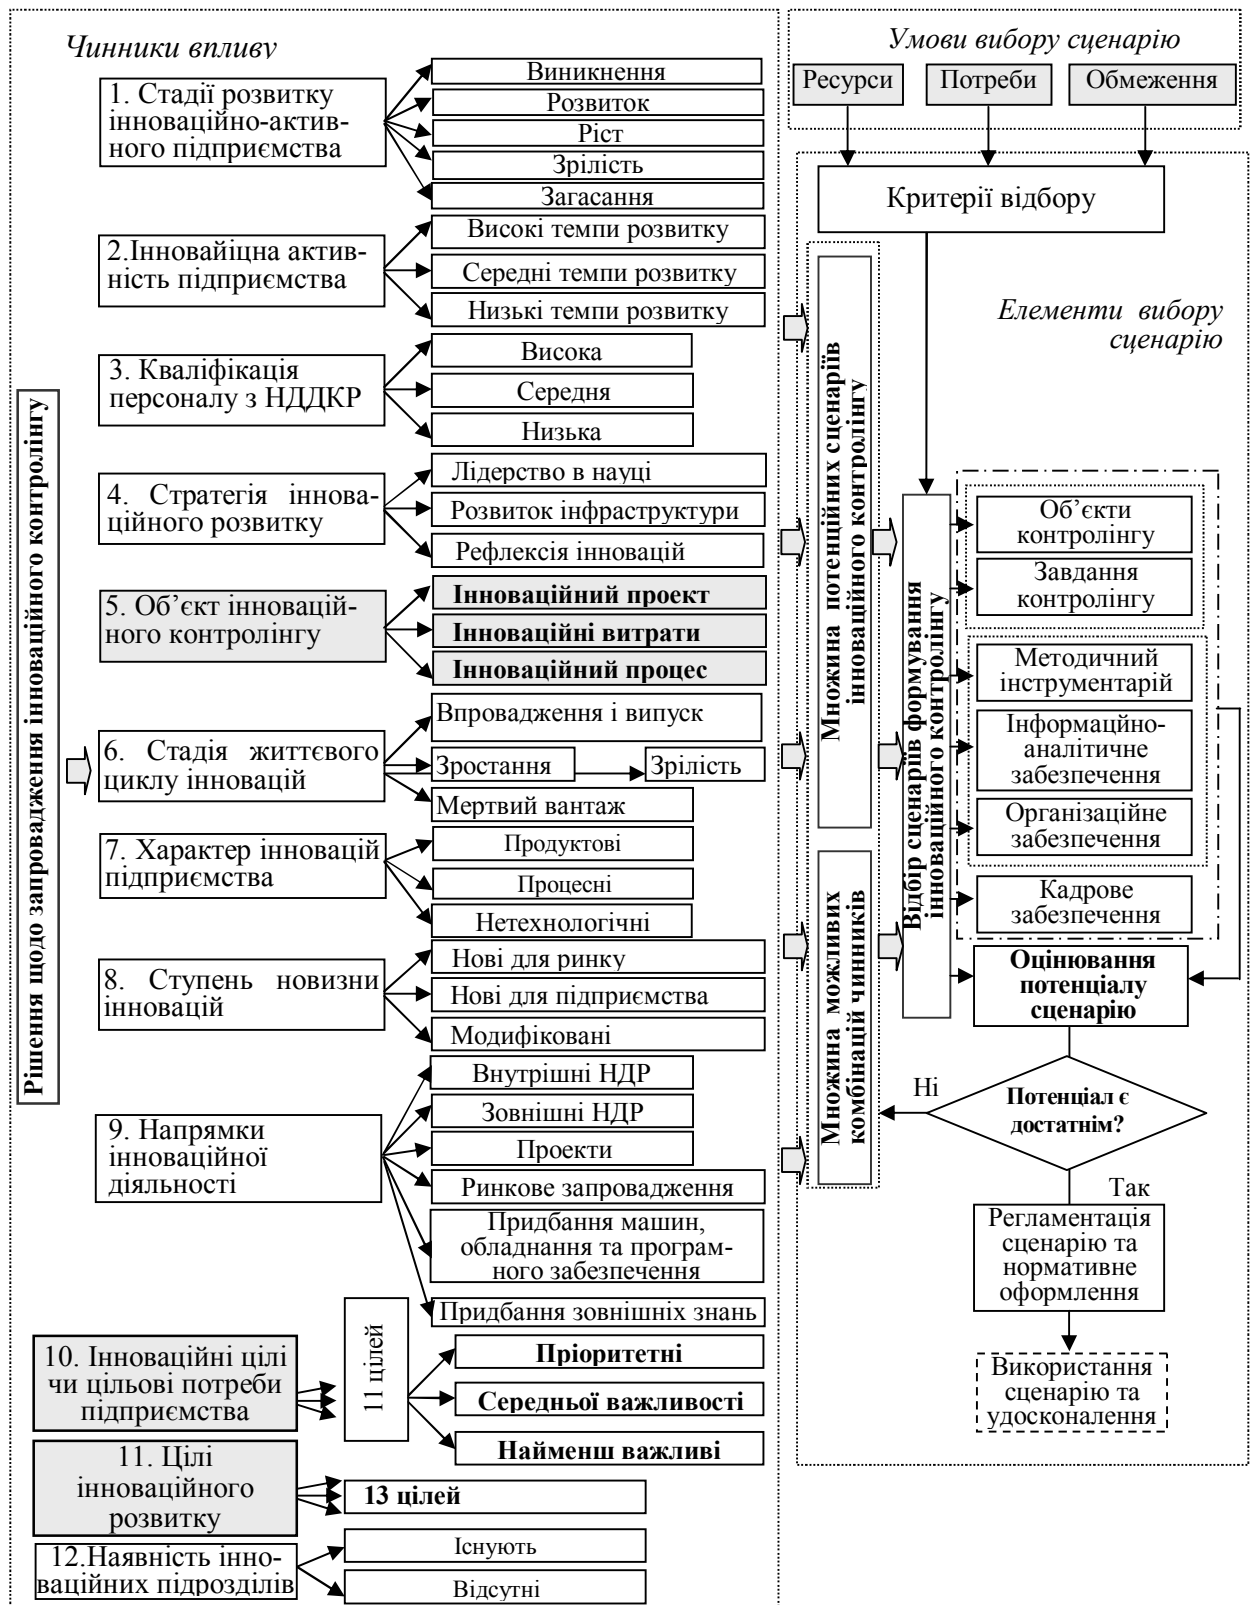 Чинники впливу
Рішення щодо запровадження інноваційного контролінгу
1. Стадії розвитку
інноваційно-актив-
ного підприємства
Виникнення
Розвиток
Ріст
Зрілість
Загасання
2.Інновайіцна актив-
ність підприємства
Високі темпи розвитку
Середні темпи розвитку
Низькі темпи розвитку
3. Кваліфікація
персоналу з НДДКР
Висока
Середня
Низька
4. Стратегія іннова-
ційного розвитку
Лідерство в науці
Розвиток інфраструктури
Рефлексія інновацій
5. Об’єкт інновацій-
ного контролінгу
Інноваційний проект
Інноваційні витрати
Інноваційний процес
6. Стадія життєвого
циклу інновацій
Впровадження і випуск
Зростання
Зрілість
Мертвий вантаж
7. Характер інновацій
підприємства
Продуктові
Процесні
Нетехнологічні
8. Ступень новизни
інновацій
Нові для ринку
Нові для підприємства
Модифіковані
9. Напрямки
інноваційної
діяльності
Внутрішні НДР
Зовнішні НДР
Проекти
Ринкове запровадження
Придбання машин,
обладнання та програм-
ного забезпечення
Придбання зовнішніх знань
10. Інноваційні цілі
чи цільові потреби
підприємства
11 цілей
Пріоритетні
Середньої важливості
Найменш важливі
11. Цілі
інноваційного
розвитку
13 цілей
12.Наявність інно-
ваційних підрозділів
Існують
Відсутні
Умови вибору сценарію
Ресурси
Потреби
Обмеження
Критерії відбору
Елементи вибору
сценарію
Множина потенційних сценаріїв
інноваційного контролінгу
Множина можливих
комбінацій чинників
Відбір сценаріїв формування
інноваційного контролінгу
Об’єкти
контролінгу
Завдання
контролінгу
Методичний
інструментарій
Інформаційно-
аналітичне
забезпечення
Організаційне
забезпечення
Кадрове
забезпечення
Оцінювання
потенціалу
сценарію
Ні
Потенціал є
достатнім?
Так
Регламентація
сценарію та
нормативне
оформлення
Використання
сценарію та
удосконалення